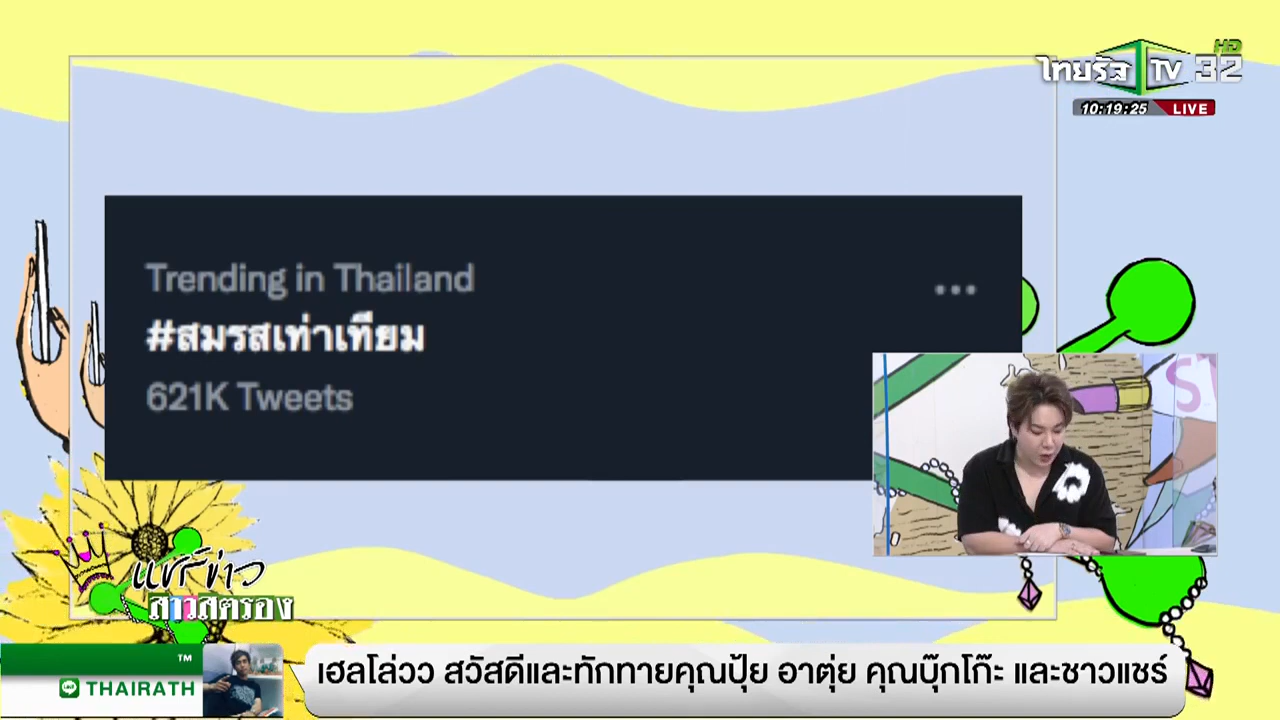 ไทยรัฐ TV HD 32
10:19:25 LIVE
Trending in Thailand
#สมรสเท่าเทียม
621K Tweets
แชร์ข่าว
สาวสตรอง
THAIRATH ™
เฮลโล่วว สวัสดีและทักทายคุณปุ้ย อาตุ่ย คุณบุ๊กโก๊ะ และชาวแชร์